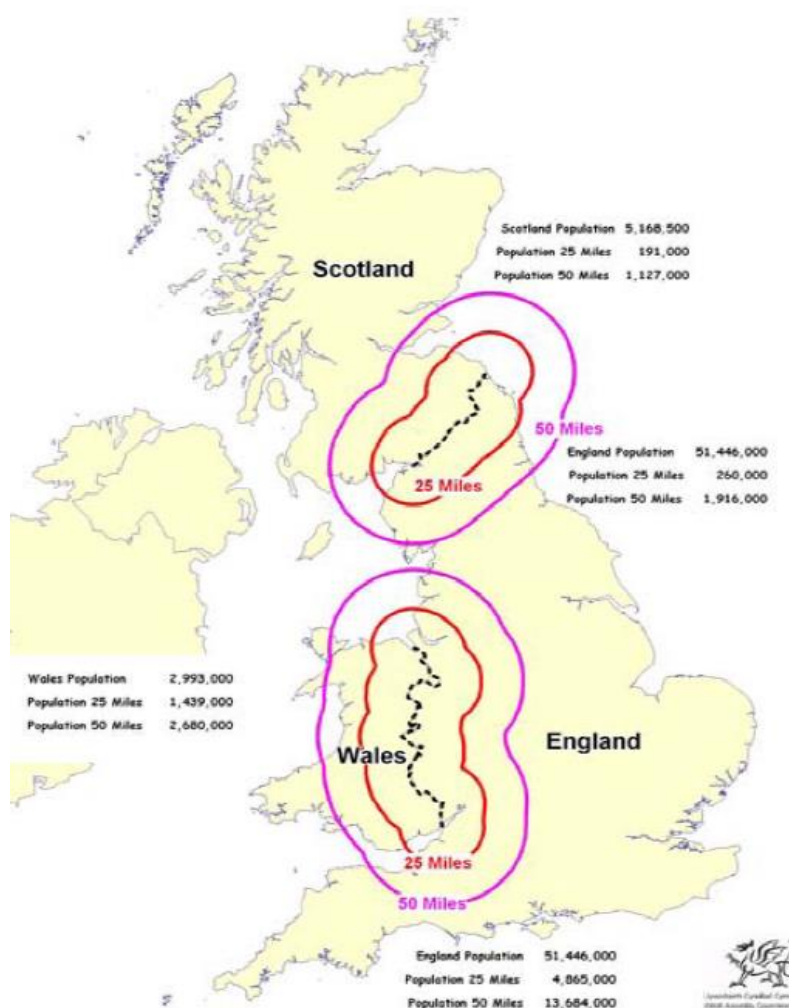 Scotland Population 5,168,500
Population 25 Miles 191,000
Population 50 Miles 1,127,000
Scotland
50 Miles
England Population 51,446,000
Population 25 Miles 260,000
Population 50 Miles 1,916,000
25 Miles
Wales Population 2,993,000
Population 25 Miles 1,439,000
Population 50 Miles 2,680,000
Wales
England
25 Miles
50 Miles
England Population 51,446,000
Population 25 Miles 4,865,000
Population 50 Miles 13,684,000